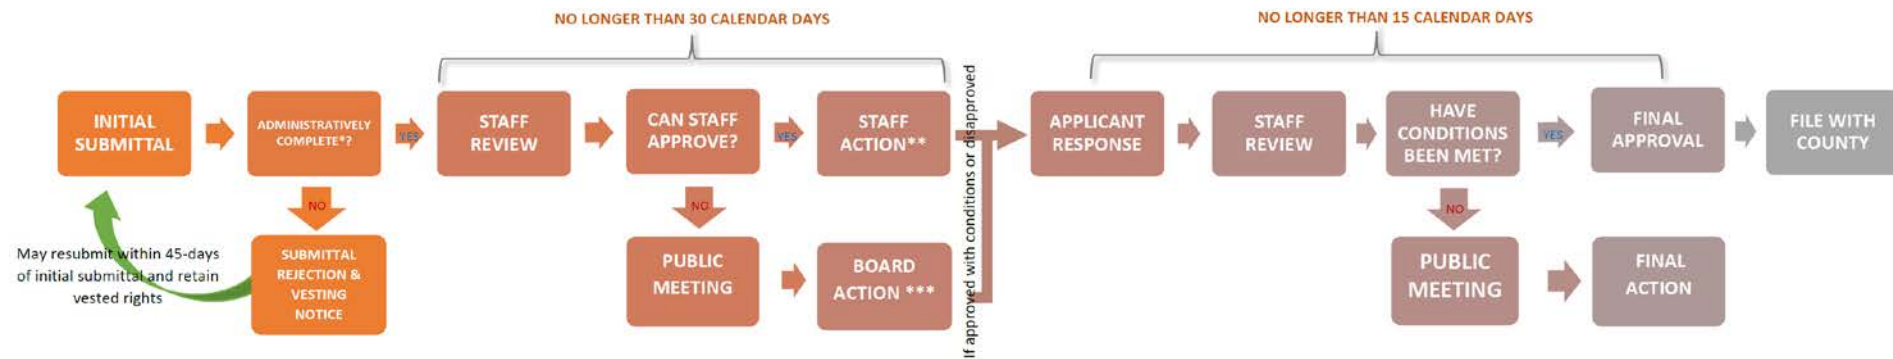 NO LONGER THAN 30 CALENDAR DAYS
NO LONGER THAN 15 CALENDAR DAYS
INITIAL
SUBMITTAL
ADMINISTRATIVELY
COMPLETE*?
YES
STAFF
REVIEW
CAN STAFF
APPROVE?
YES
STAFF
ACTION**
If approved with conditions or disapproved
APPLICANT
RESPONSE
STAFF
REVIEW
HAVE
CONDITIONS
BEEN MET?
YES
FINAL
APPROVAL
FILE WITH
COUNTY
NO
NO
NO
May resubmit within 45-days
of initial submittal and retain
vested rights
SUBMITTAL
REJECTION &
VESTING
NOTICE
PUBLIC
MEETING
BOARD
ACTION ***
PUBLIC
MEETING
FINAL
ACTION